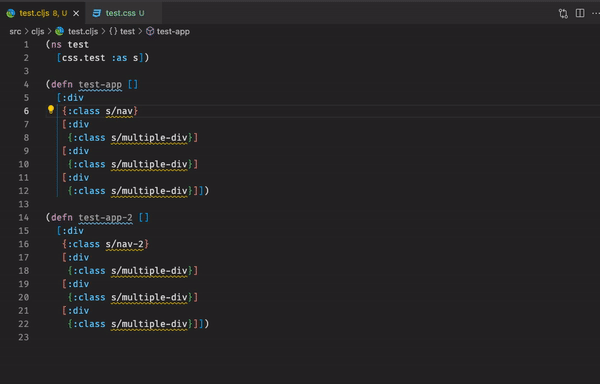 test.cljs 8, U test.css U
src > cljs > test.cljs > {} test > test-app
1 (ns test
2   [css.test :as s])
3
4 (defn test-app []
5   [:div
6    {:class s/nav}
7    [:div
8     {:class s/multiple-div}]
9    [:div
10     {:class s/multiple-div}]
11    [:div
12     {:class s/multiple-div}]])
13
14 (defn test-app-2 []
15   [:div
16    {:class s/nav-2}
17    [:div
18     {:class s/multiple-div}]
19    [:div
20     {:class s/multiple-div}]
21    [:div
22     {:class s/multiple-div}]])
23